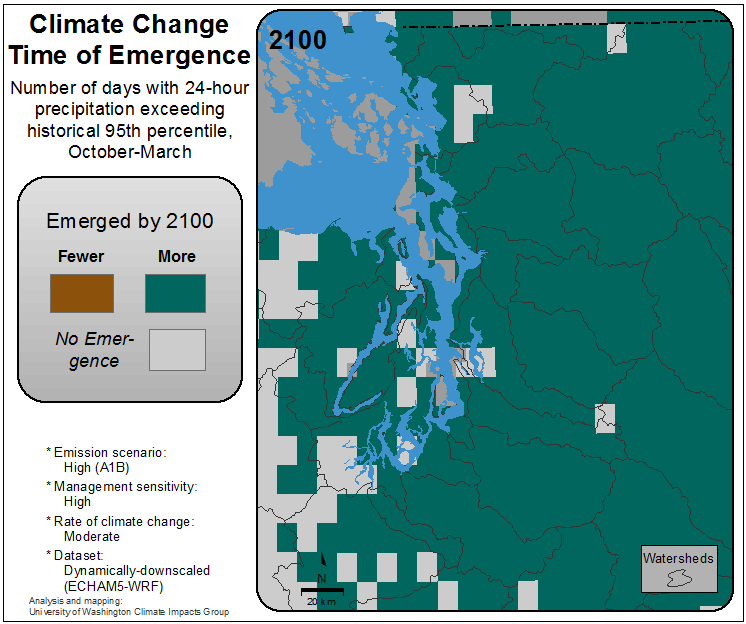 Climate Change
Time of Emergence
Number of days with 24-hour
precipitation exceeding
historical 95th percentile,
October-March
Emerged by 2100
Fewer
More
No Emer-
gence
* Emission scenario:
High (A1B)
* Management sensitivity:
High
* Rate of climate change:
Moderate
* Dataset:
Dynamically-downscaled
(ECHAM5-WRF)
Analysis and mapping:
University of Washington Climate Impacts Group
2100
Watersheds
N
20 km